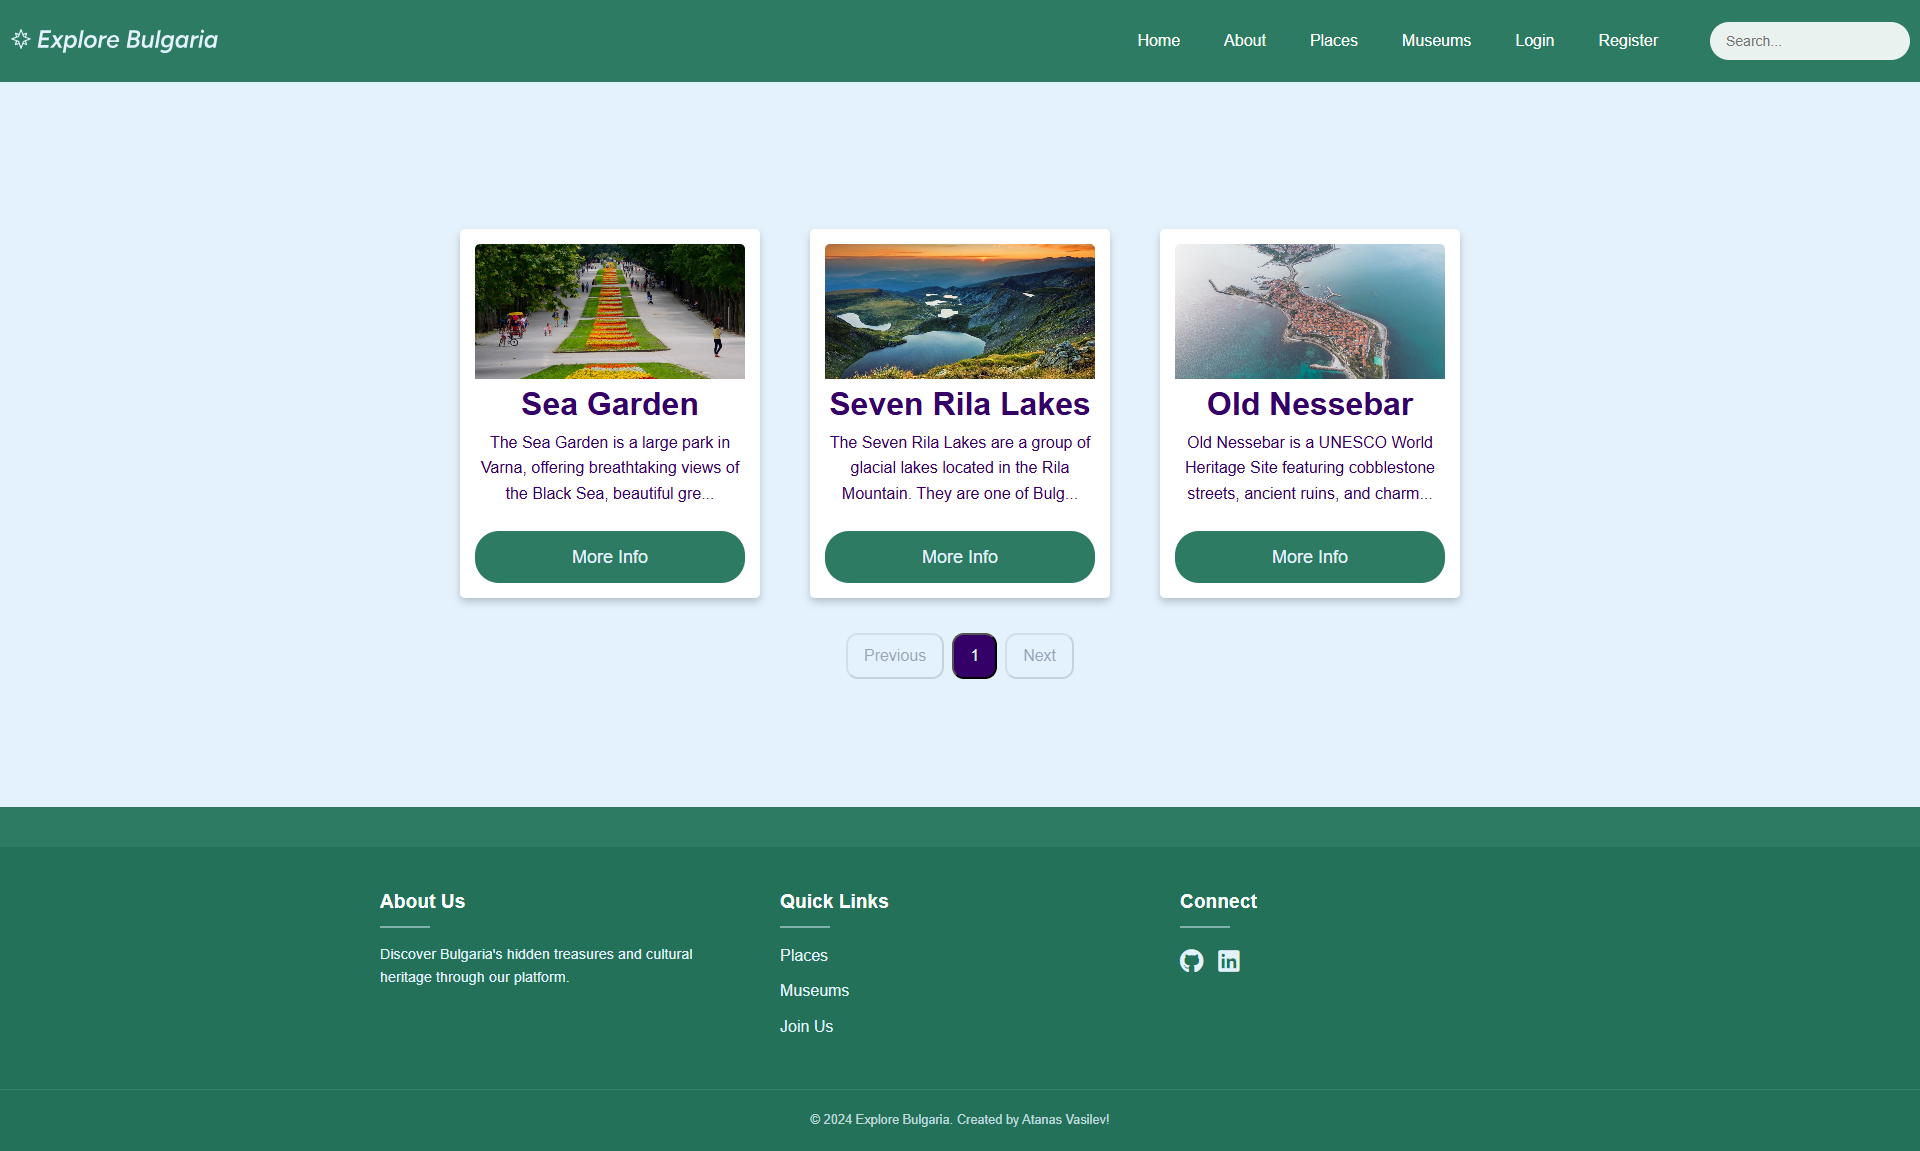 Explore Bulgaria
Home About Places Museums Login Register Search...
Sea Garden
The Sea Garden is a large park in
Varna, offering breathtaking views of
the Black Sea, beautiful gre...
More Info
Seven Rila Lakes
The Seven Rila Lakes are a group of
glacial lakes located in the Rila
Mountain. They are one of Bulg...
More Info
Old Nessebar
Old Nessebar is a UNESCO World
Heritage Site featuring cobblestone
streets, ancient ruins, and charm...
More Info
Previous 1 Next
About Us
Discover Bulgaria's hidden treasures and cultural
heritage through our platform.
Quick Links
Places
Museums
Join Us
Connect
© 2024 Explore Bulgaria. Created by Atanas Vasilev!